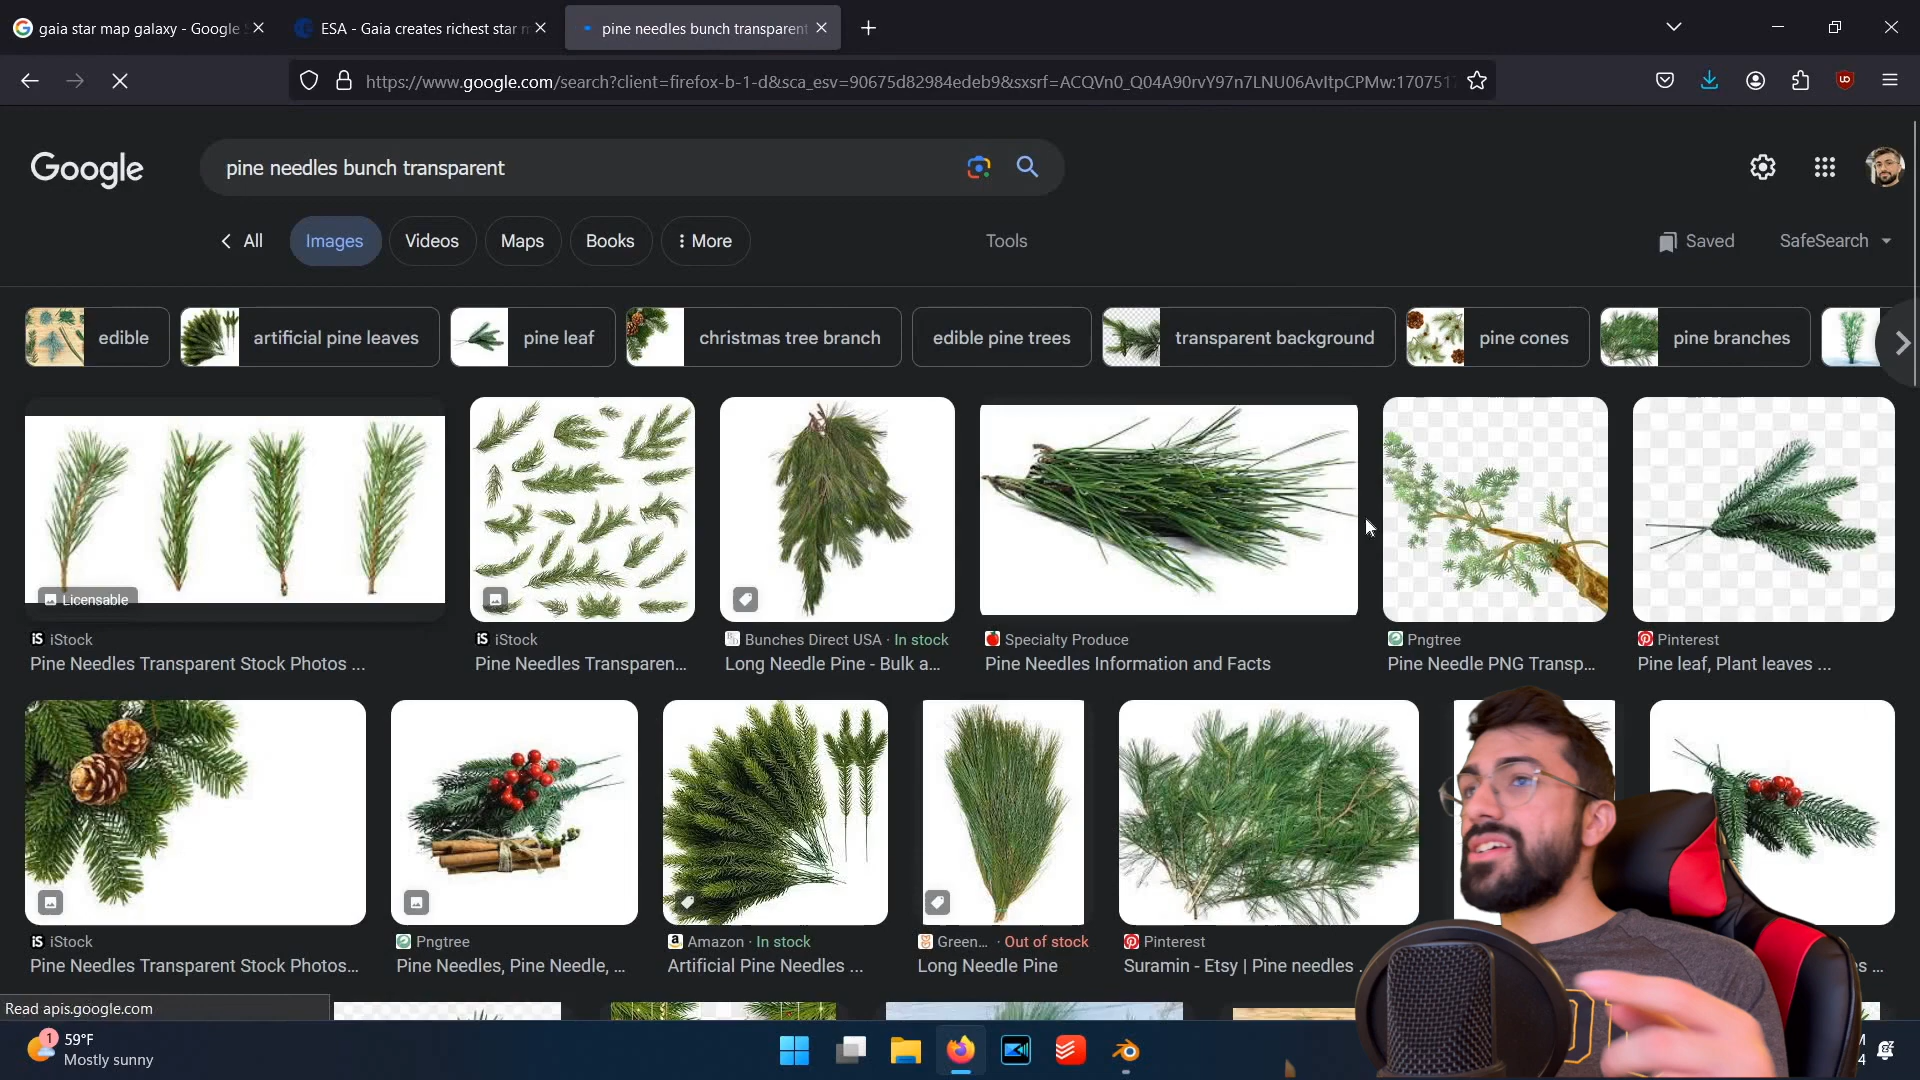 gaia star map galaxy - Google
ESA - Gaia creates richest star
pine needles bunch transparent
https://www.google.com/search?client=firefox-b-1-d&sca_esv=90675d82984edeb9&sxsrf=ACQVn0_Q04A90rvY97n7LNU06AvItpCPMw:170751
Google
pine needles bunch transparent
All
Images
Videos
Maps
Books
More
Tools
Saved
SafeSearch
edible
artificial pine leaves
pine leaf
christmas tree branch
edible pine trees
transparent background
pine cones
pine branches
Licensable
iS iStock
iS iStock
Bunches Direct USA · In stock
Specialty Produce
Pngtree
Pinterest
Pine Needles Transparent Stock Photos ...
Pine Needles Transparen...
Long Needle Pine - Bulk a...
Pine Needles Information and Facts
Pine Needle PNG Transp...
Pine leaf, Plant leaves ...
iS iStock
Pngtree
Amazon · In stock
Green... · Out of stock
Pinterest
Pine Needles Transparent Stock Photos...
Pine Needles, Pine Needle, ...
Artificial Pine Needles ...
Long Needle Pine
Suramin - Etsy | Pine needles
Read apis.google.com
1
59°F
Mostly sunny